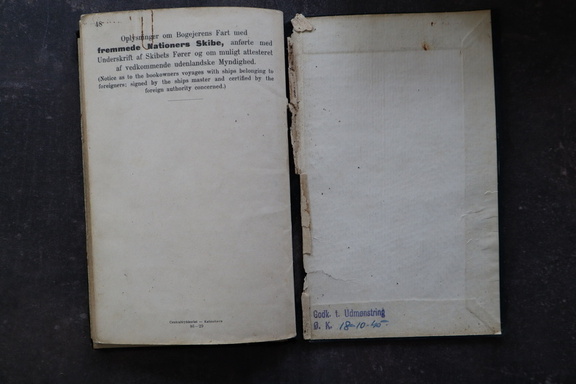 48
Oplysninger om Bogejerens Fart med
fremmede Nationers Skibe, anførte med
Underskrift af Skibets Fører og om muligt attesteret
af vedkommende udenlandske Myndighed.
(Notice as to the bookowners voyages with ships belonging to
foreigners: signed by the ships master and certified by the
foreign authority concerned.)
Godk. t. Udmønstring
Ø. K. 18-10-45